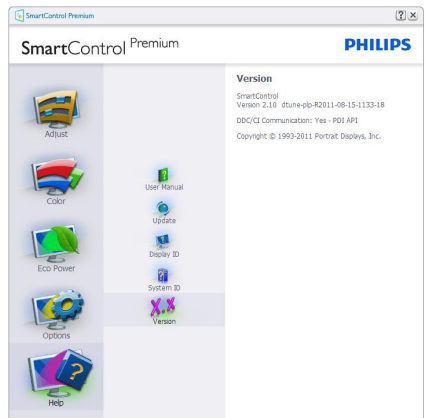 SmartControl Premium
SmartControl Premium
PHILIPS
Adjust
Color
Eco Power
Options
Help
User Manual
Update
Display ID
System ID
X.X
Version
Version
SmartControl
Version 2.10 dtune-plp-R2011-08-15-1133-18
DDC/CI Communication: Yes - PDI API
Copyright © 1993-2011 Portrait Displays, Inc.